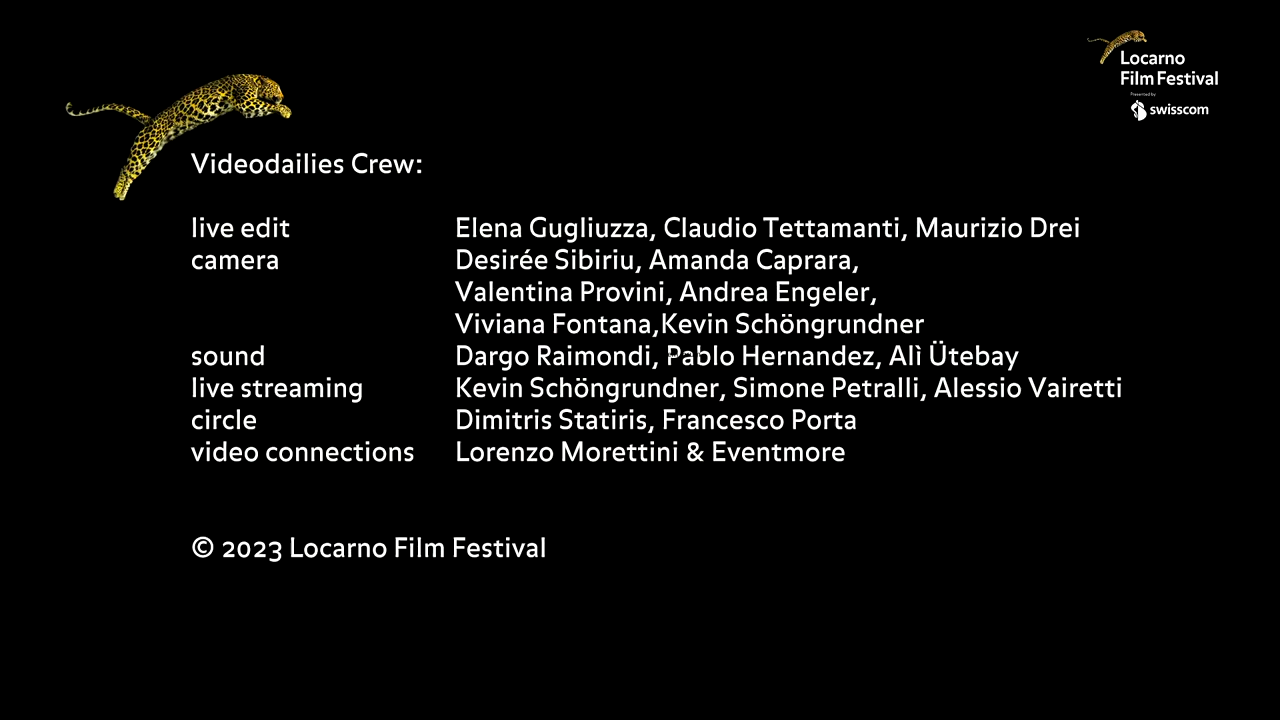 Locarno
Film Festival
Presented by
swisscom
Videodailies Crew:
live edit Elena Gugliuzza, Claudio Tettamanti, Maurizio Drei
camera Desirée Sibiriu, Amanda Caprara,
Valentina Provini, Andrea Engeler,
Viviana Fontana,Kevin Schöngrundner
sound Dargo Raimondi, Pablo Hernandez, Alì Ütebay
live streaming Kevin Schöngrundner, Simone Petralli, Alessio Vairetti
circle Dimitris Statiris, Francesco Porta
video connections Lorenzo Morettini & Eventmore
© 2023 Locarno Film Festival